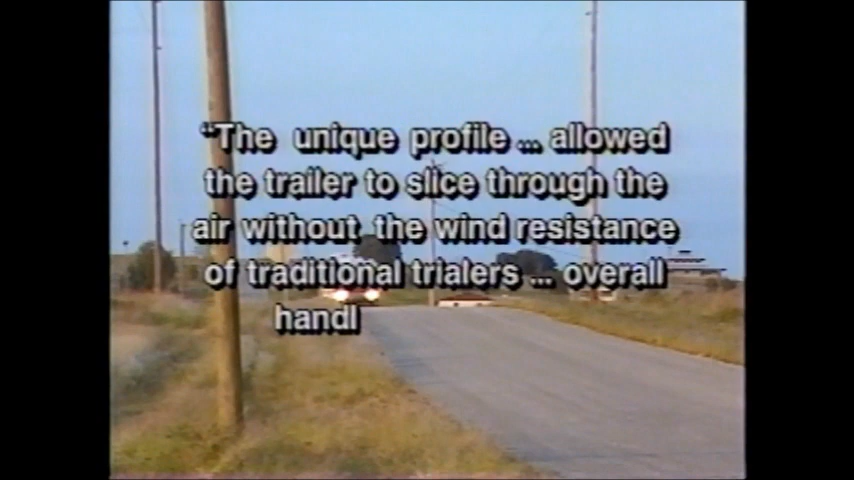 “The unique profile ... allowed
the trailer to slice through the
air without the wind resistance
of traditional trialers ... overall
handl